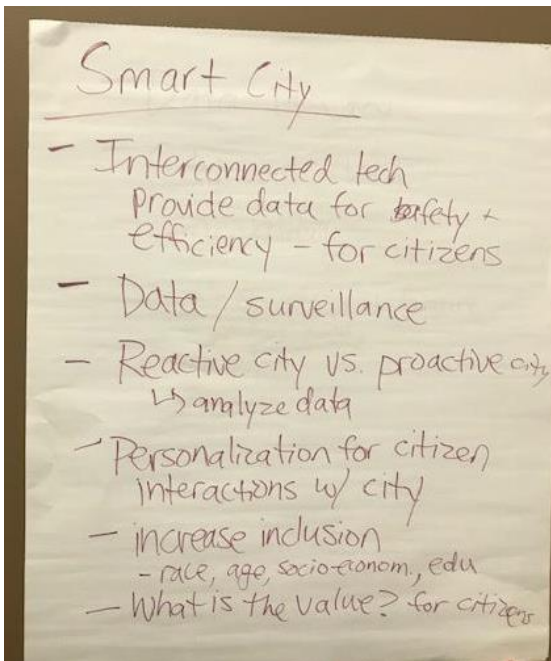 Smart City
- Interconnected tech
Provide data for safety +
efficiency - for citizens
- Data / surveillance
- Reactive city vs. proactive city
↳ analyze data
- Personalization for citizen
interactions w/ city
- increase inclusion
- race, age, socio-econom., edu
- What is the value? for citizens